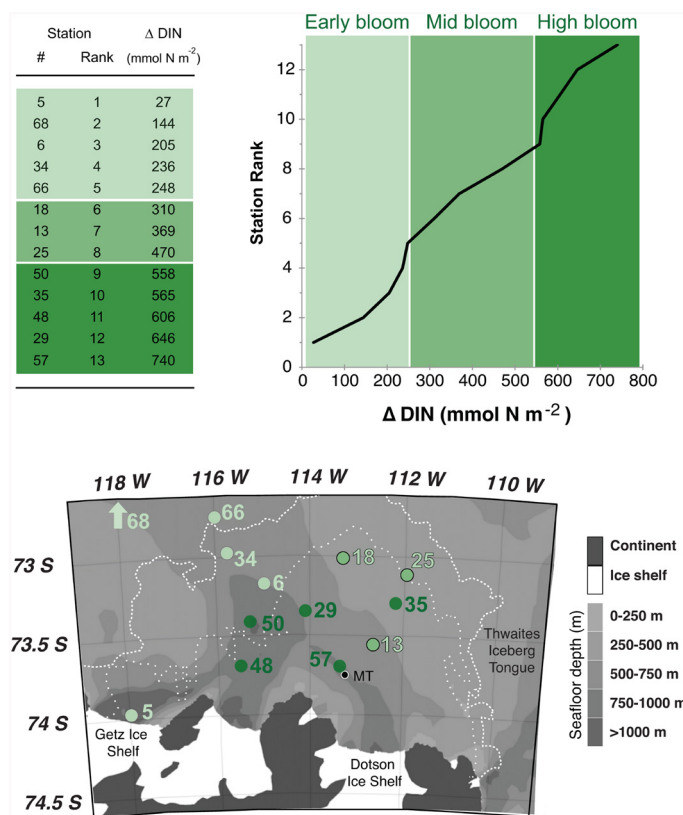 Station Δ DIN
# Rank (mmol N m-2)
5 1 27
68 2 144
6 3 205
34 4 236
66 5 248
18 6 310
13 7 369
25 8 470
50 9 558
35 10 565
48 11 606
29 12 646
57 13 740
Early bloom Mid bloom High bloom
Station Rank
12
10
8
6
4
2
0
0 100 200 300 400 500 600 700 800
Δ DIN (mmol N m-2)
118 W 116 W 114 W 112 W 110 W
73 S
73.5 S
74 S
74.5 S
68
66
34
18
25
6
29
35
50
13
48
57
MT
5
Thwaites
Iceberg
Tongue
Getz Ice
Shelf
Dotson
Ice Shelf
Continent
Ice shelf
Seafloor depth (m)
0-250 m
250-500 m
500-750 m
750-1000 m
>1000 m